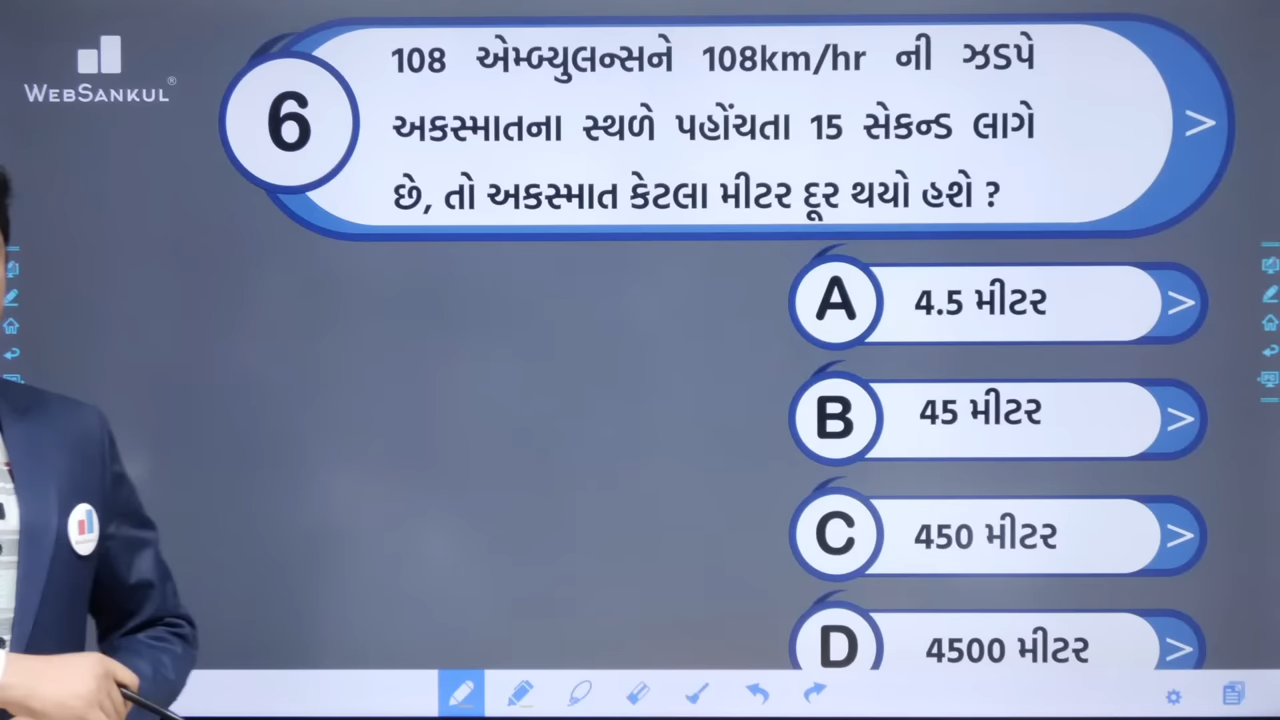 WEBSANKUL®
6
108 એમ્બ્યુલન્સને 108km/hr ની ઝડપે
અકસ્માતના સ્થળે પહોંચતા 15 સેકન્ડ લાગે
છે, તો અકસ્માત કેટલા મીટર દૂર થયો હશે ?
>
A
4.5 મીટર
>
B
45 મીટર
>
C
450 મીટર
>
D
4500 મીટર
>